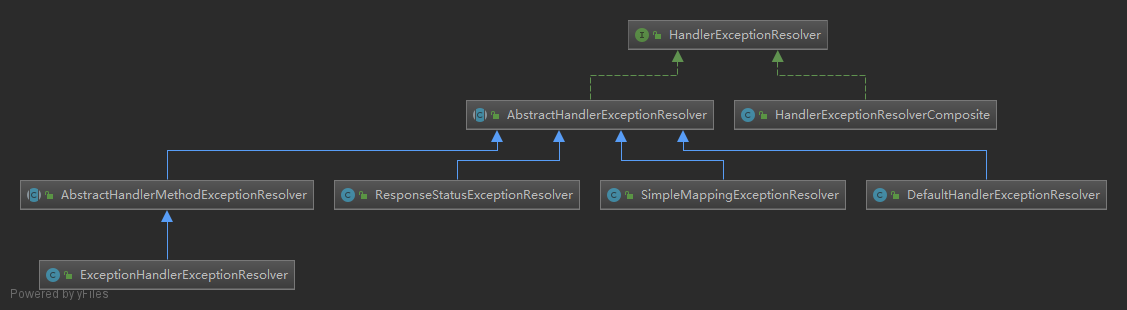 HandlerExceptionResolver
AbstractHandlerExceptionResolver
HandlerExceptionResolverComposite
AbstractHandlerMethodExceptionResolver
ResponseStatusExceptionResolver
SimpleMappingExceptionResolver
DefaultHandlerExceptionResolver
ExceptionHandlerExceptionResolver
Powered by yFiles